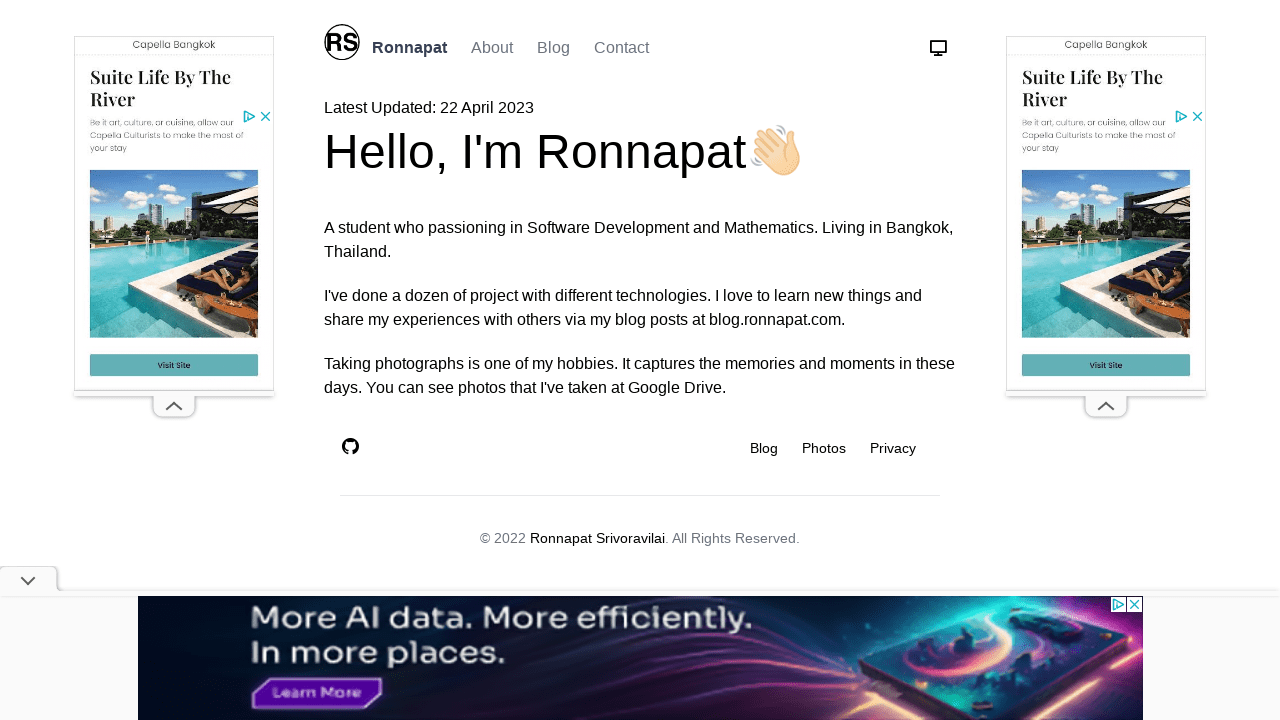 RS
Ronnapat About Blog Contact
Latest Updated: 22 April 2023
Hello, I'm Ronnapat
A student who passioning in Software Development and Mathematics. Living in Bangkok,
Thailand.
I've done a dozen of project with different technologies. I love to learn new things and
share my experiences with others via my blog posts at blog.ronnapat.com.
Taking photographs is one of my hobbies. It captures the memories and moments in these
days. You can see photos that I've taken at Google Drive.
Blog Photos Privacy
© 2022 Ronnapat Srivoravilai. All Rights Reserved.
Capella Bangkok
Suite Life By The
River
Be it art, culture, or cuisine, allow our
Capella Culturists to make the most of
your stay
Visit Site
Capella Bangkok
Suite Life By The
River
Be it art, culture, or cuisine, allow our
Capella Culturists to make the most of
your stay
Visit Site
More AI data. More efficiently.
In more places.
Learn More